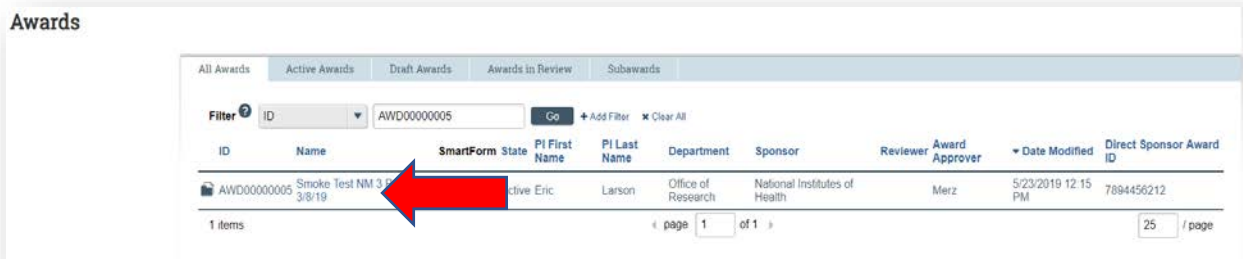 Awards
All Awards Active Awards Draft Awards Awards in Review Subawards
Filter ? ID AWD00000005 Go + Add Filter × Clear All
ID Name SmartForm State PI First Name PI Last Name Department Sponsor Reviewer Award Approver Date Modified Direct Sponsor Award ID
AWD00000005 Smoke Test NM 3 3/8/19 Eric Larson Office of Research National Institutes of Health Merz 5/23/2019 12:15 PM 7894456212
1 items page 1 of 1 25 / page